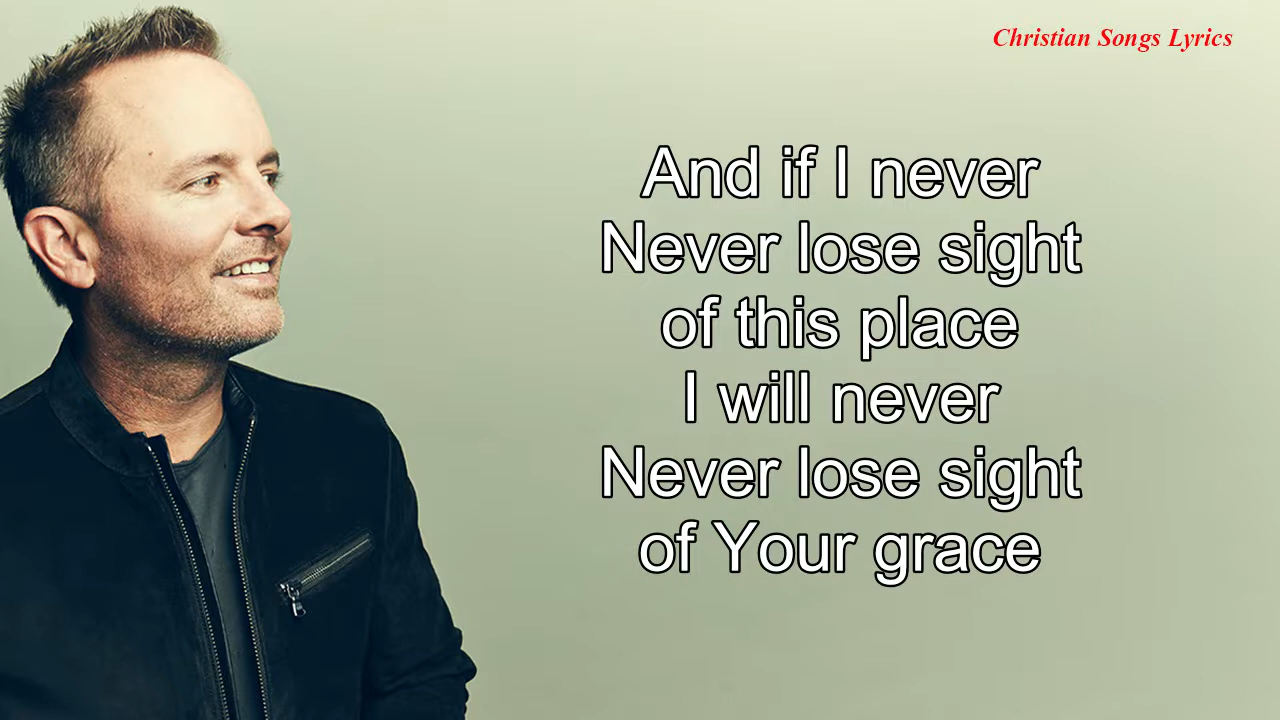 Christian Songs Lyrics
And if I never
Never lose sight
of this place
I will never
Never lose sight
of Your grace